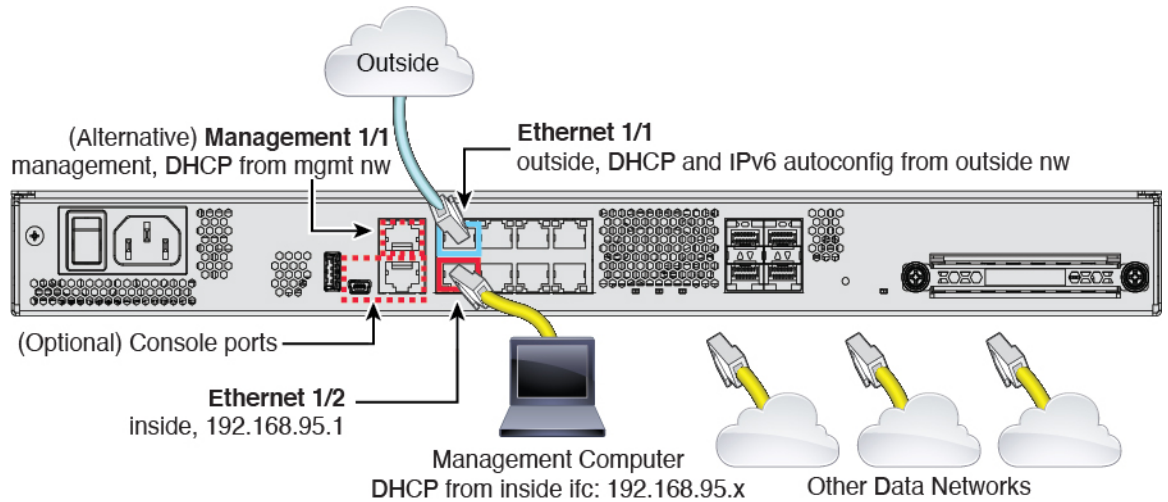 Outside
(Alternative) Management 1/1
management, DHCP from mgmt nw
Ethernet 1/1
outside, DHCP and IPv6 autoconfig from outside nw
(Optional) Console ports
Ethernet 1/2
inside, 192.168.95.1
Management Computer
DHCP from inside ifc: 192.168.95.x
Other Data Networks